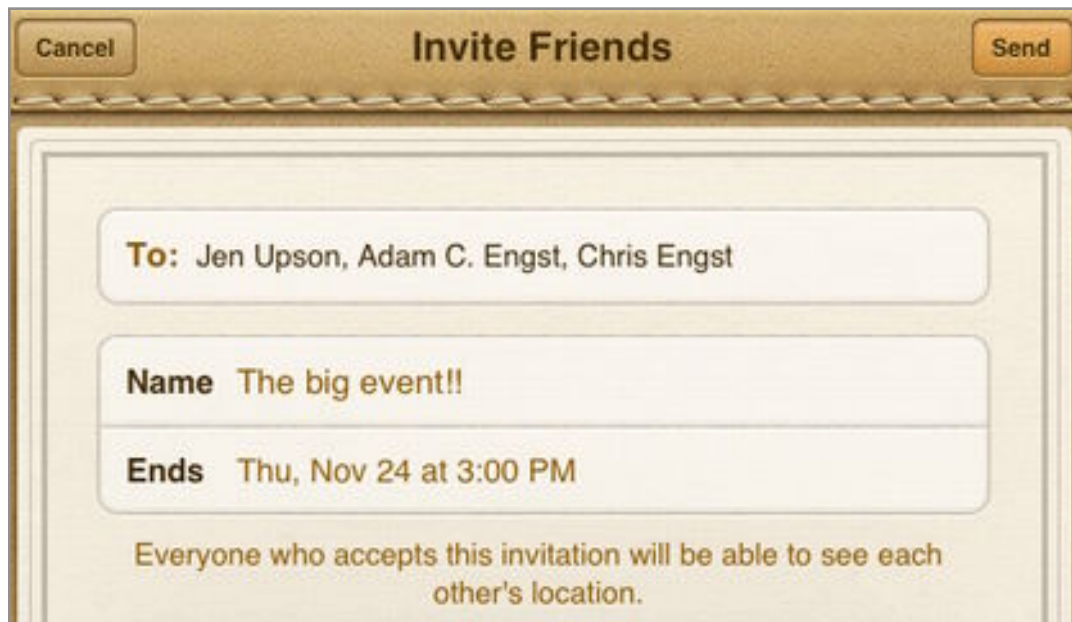 Cancel Invite Friends Send
To: Jen Upson, Adam C. Engst, Chris Engst
Name The big event!!
Ends Thu, Nov 24 at 3:00 PM
Everyone who accepts this invitation will be able to see each
other's location.